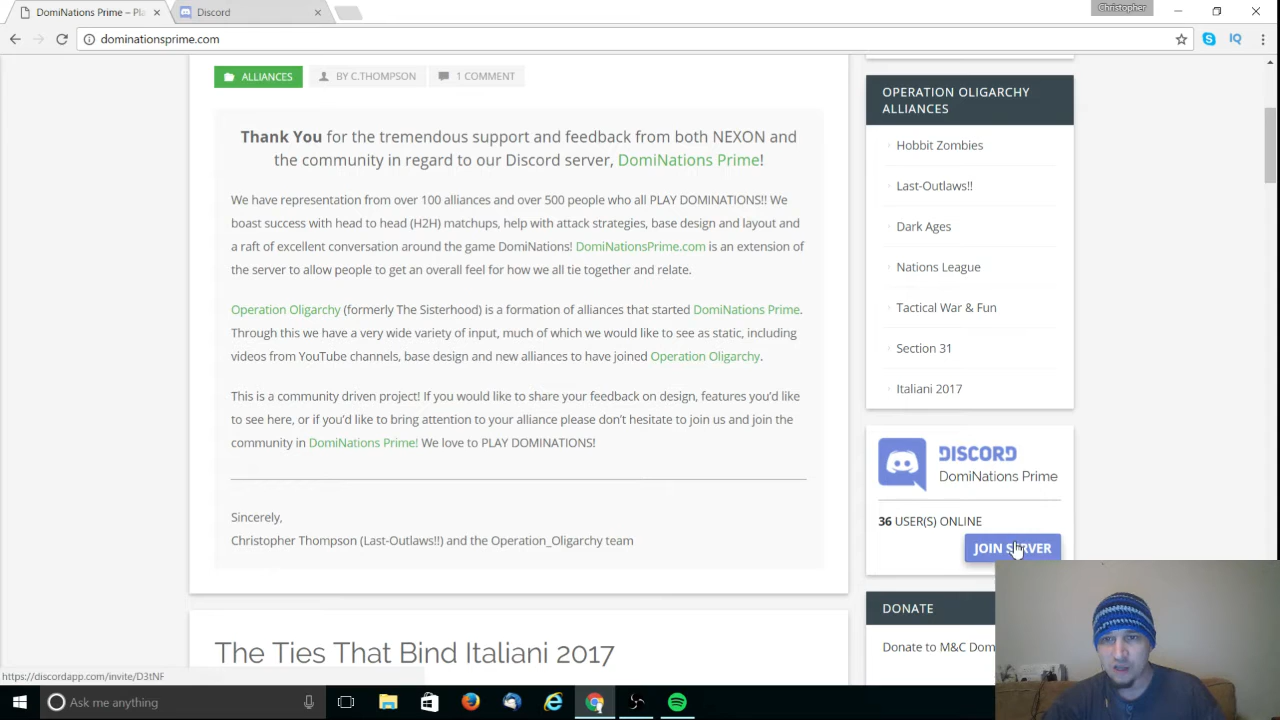 DomiNations Prime – Pla
Discord
Christopher
dominationsprime.com
ALLIANCES
BY C.THOMPSON
1 COMMENT
Thank You for the tremendous support and feedback from both NEXON and
the community in regard to our Discord server, DomiNations Prime!
We have representation from over 100 alliances and over 500 people who all PLAY DOMINATIONS!! We
boast success with head to head (H2H) matchups, help with attack strategies, base design and layout and
a raft of excellent conversation around the game DomiNations! DomiNationsPrime.com is an extension of
the server to allow people to get an overall feel for how we all tie together and relate.
Operation Oligarchy (formerly The Sisterhood) is a formation of alliances that started DomiNations Prime.
Through this we have a very wide variety of input, much of which we would like to see as static, including
videos from YouTube channels, base design and new alliances to have joined Operation Oligarchy.
This is a community driven project! If you would like to share your feedback on design, features you'd like
to see here, or if you'd like to bring attention to your alliance please don't hesitate to join us and join the
community in DomiNations Prime! We love to PLAY DOMINATIONS!
Sincerely,
Christopher Thompson (Last-Outlaws!!) and the Operation_Oligarchy team
The Ties That Bind Italiani 2017
OPERATION OLIGARCHY
ALLIANCES
Hobbit Zombies
Last-Outlaws!!
Dark Ages
Nations League
Tactical War & Fun
Section 31
Italiani 2017
DISCORD
DomiNations Prime
36 USER(S) ONLINE
JOIN SERVER
DONATE
Donate to M&C Dom
https://discordapp.com/invite/D3tNF
Ask me anything